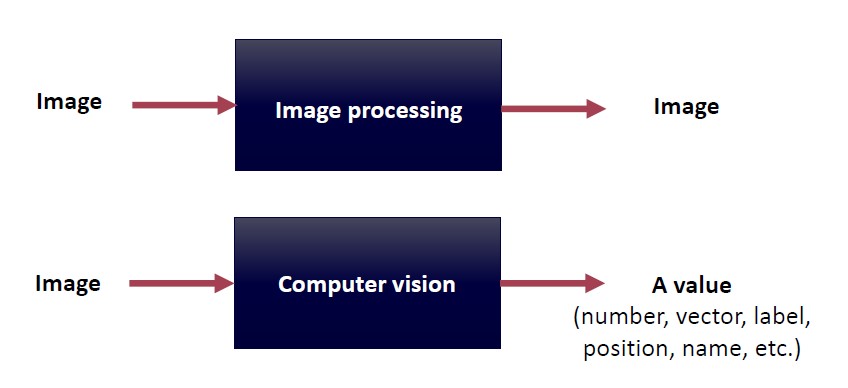 Image
Image processing
Image
Image
Computer vision
A value
(number, vector, label,
position, name, etc.)